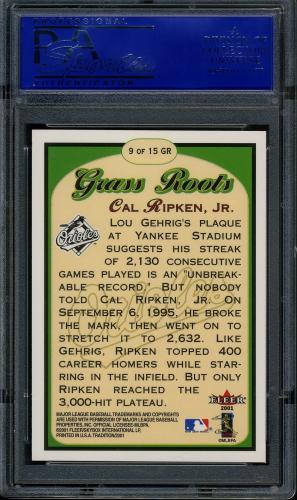 PROFESSIONAL
PSA
AUTHENTICATOR
A
9 OF 15 GR
Grass Roots
CAL RIPKEN, JR.
Orioles
LOU GEHRIG'S PLAQUE
AT YANKEE STADIUM
SUGGESTS HIS STREAK
OF 2,130 CONSECUTIVE
GAMES PLAYED IS AN "UNBREAK-
ABLE RECORD." BUT NOBODY
TOLD CAL RIPKEN, JR. ON
SEPTEMBER 6, 1995, HE BROKE
THE MARK, THEN WENT ON TO
STRETCH IT TO 2,632. LIKE
GEHRIG, RIPKEN TOPPED 400
CAREER HOMERS WHILE STAR-
RING IN THE INFIELD. BUT ONLY
RIPKEN REACHED THE
3,000-HIT PLATEAU.
MAJOR LEAGUE BASEBALL TRADEMARKS AND COPYRIGHTS
ARE USED WITH PERMISSION OF MAJOR LEAGUE BASEBALL
PROPERTIES, INC. OFFICIAL LICENSEE-MLBPA.
©2001 FLEER/SKYBOX INTERNATIONAL LP.
PRINTED IN U.S.A. TRADITION/2001
FLEER
2001
©MLBPA